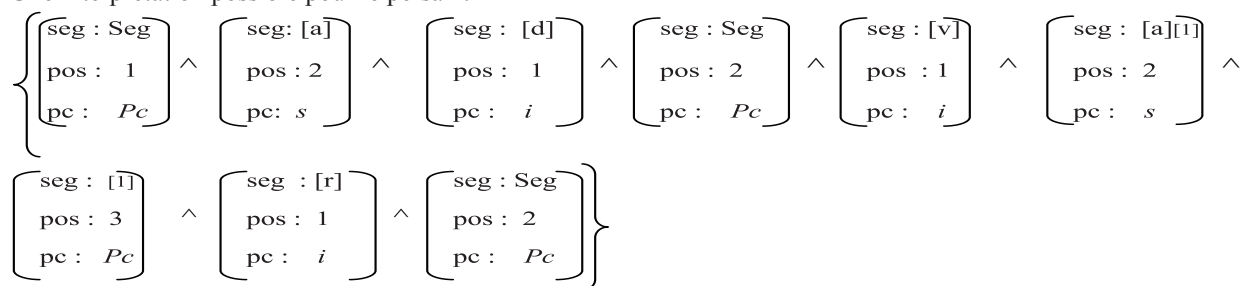 { seg : Seg seg: [a] seg : [d] seg : Seg seg : [v] seg : [a][1]
pos : 1 ^ pos : 2 ^ pos : 1 ^ pos : 2 ^ pos : 1 ^ pos : 2 ^
pc : Pc pc: s pc : i pc : Pc pc : i pc : s
seg : [1] seg : [r] seg : Seg }
pos : 3 ^ pos : 1 ^ pos : 2
pc : Pc pc : i pc : Pc